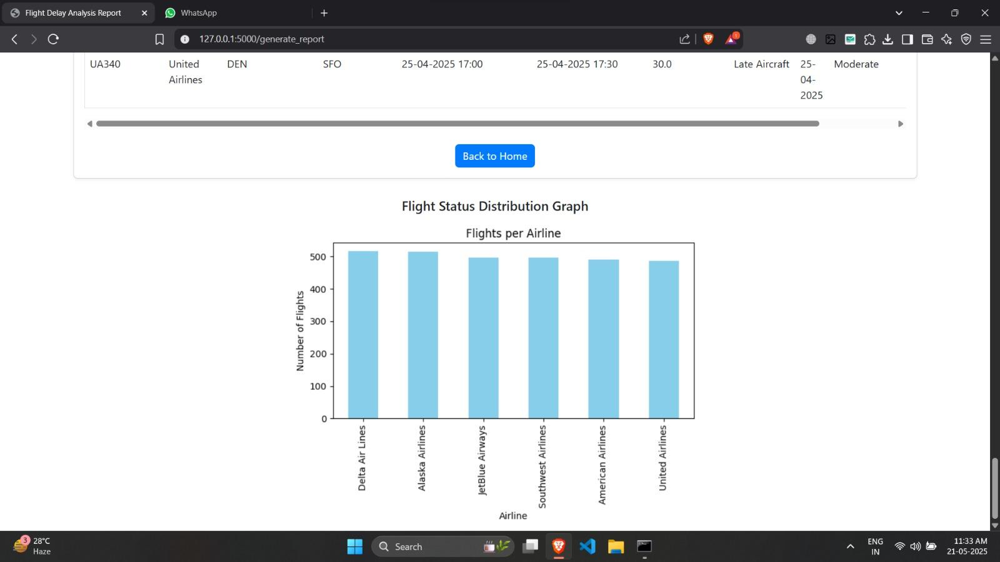 Flight Delay Analysis Report
WhatsApp
127.0.0.1:5000/generate_report
1
UA340 United DEN SFO 25-04-2025 17:00 25-04-2025 17:30 30.0 Late Aircraft 25- Moderate
Airlines 04-
2025
Back to Home
Flight Status Distribution Graph
Flights per Airline
500
400
300
200
100
0
Number of Flights
Delta Air Lines
Alaska Airlines
JetBlue Airways
Southwest Airlines
American Airlines
United Airlines
Airline
3
28°C
Haze
Search
ENG
IN
11:33 AM
21-05-2025